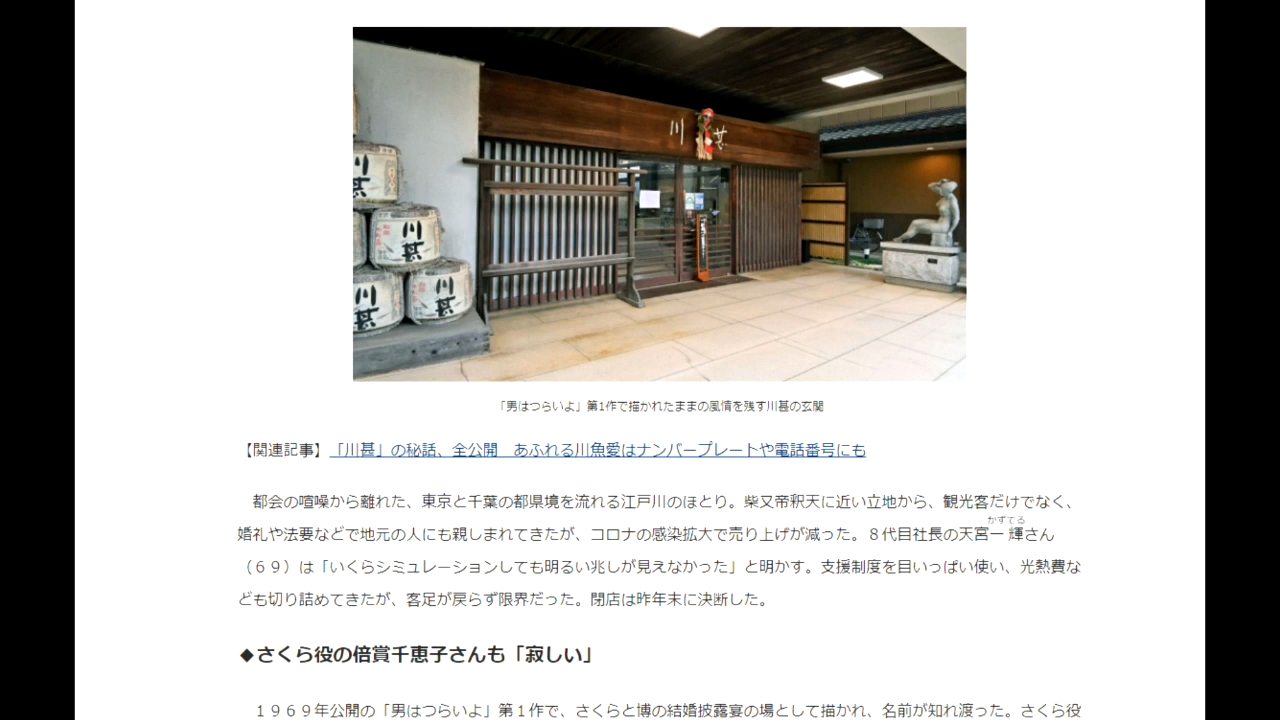 川甚
川甚
川甚
川甚
川甚
「男はつらいよ」第1作で描かれたままの風情を残す川甚の玄関
【関連記事】「川甚」の秘話、全公開　あふれる川魚愛はナンバープレートや電話番号にも
都会の喧噪から離れた、東京と千葉の都県境を流れる江戸川のほとり。柴又帝釈天に近い立地から、観光客だけでなく、
かずてる
婚礼や法要などで地元の人にも親しまれてきたが、コロナの感染拡大で売り上げが減った。８代目社長の天宮一輝さん
（６９）は「いくらシミュレーションしても明るい兆しが見えなかった」と明かす。支援制度を目いっぱい使い、光熱費な
ども切り詰めてきたが、客足が戻らず限界だった。閉店は昨年末に決断した。
◆さくら役の倍賞千恵子さんも「寂しい」
１９６９年公開の「男はつらいよ」第１作で、さくらと博の結婚披露宴の場として描かれ、名前が知れ渡った。さくら役